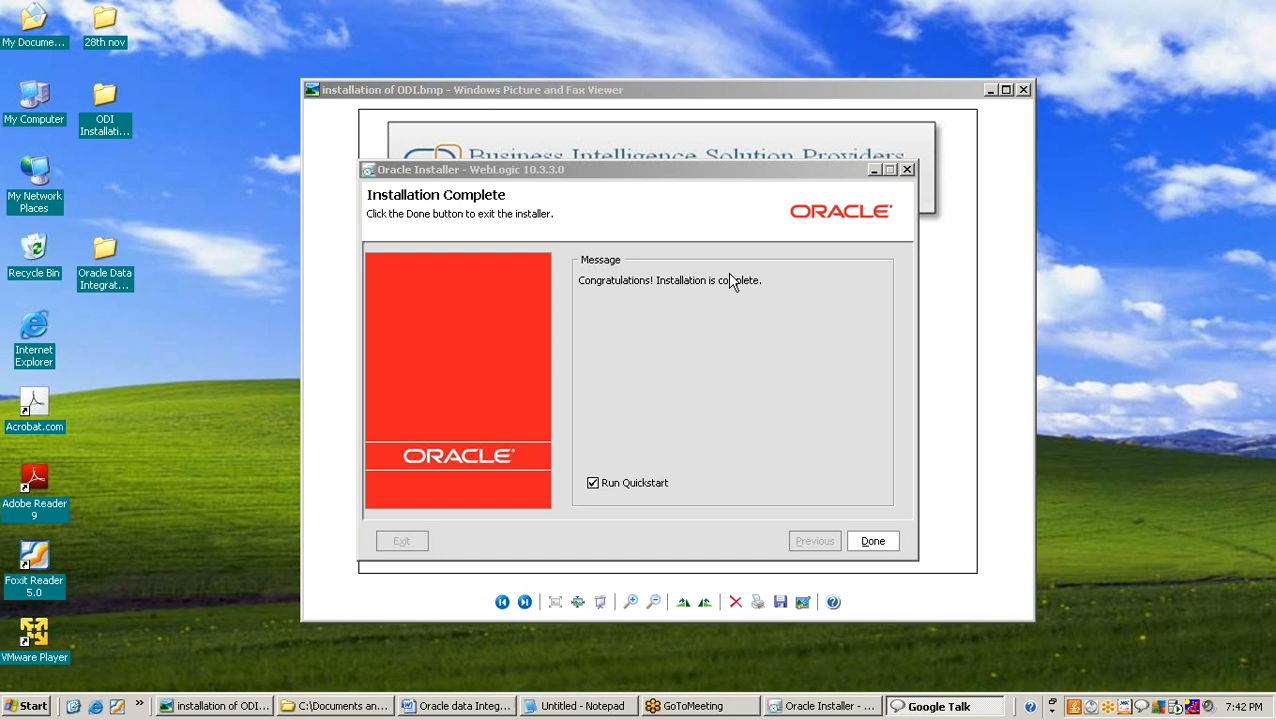 My Docume...
28th nov
My Computer
ODI
Installati...
My Network
Places
Recycle Bin
Oracle Data
Integrat...
Internet
Explorer
Acrobat.com
Adobe Reader
9
Foxit Reader
5.0
VMware Player
installation of ODI.bmp - Windows Picture and Fax Viewer
Business Intelligence Solution Providers
Oracle Installer - WebLogic 10.3.3.0
Installation Complete
Click the Done button to exit the installer.
ORACLE
Message
Congratulations! Installation is complete.
ORACLE
Run Quickstart
Exit
Previous
Done
Start
»
installation of ODI...
C:\Documents an...
Oracle data Integ...
Untitled - Notepad
GoToMeeting
Oracle Installer - ...
Google Talk
7:42 PM